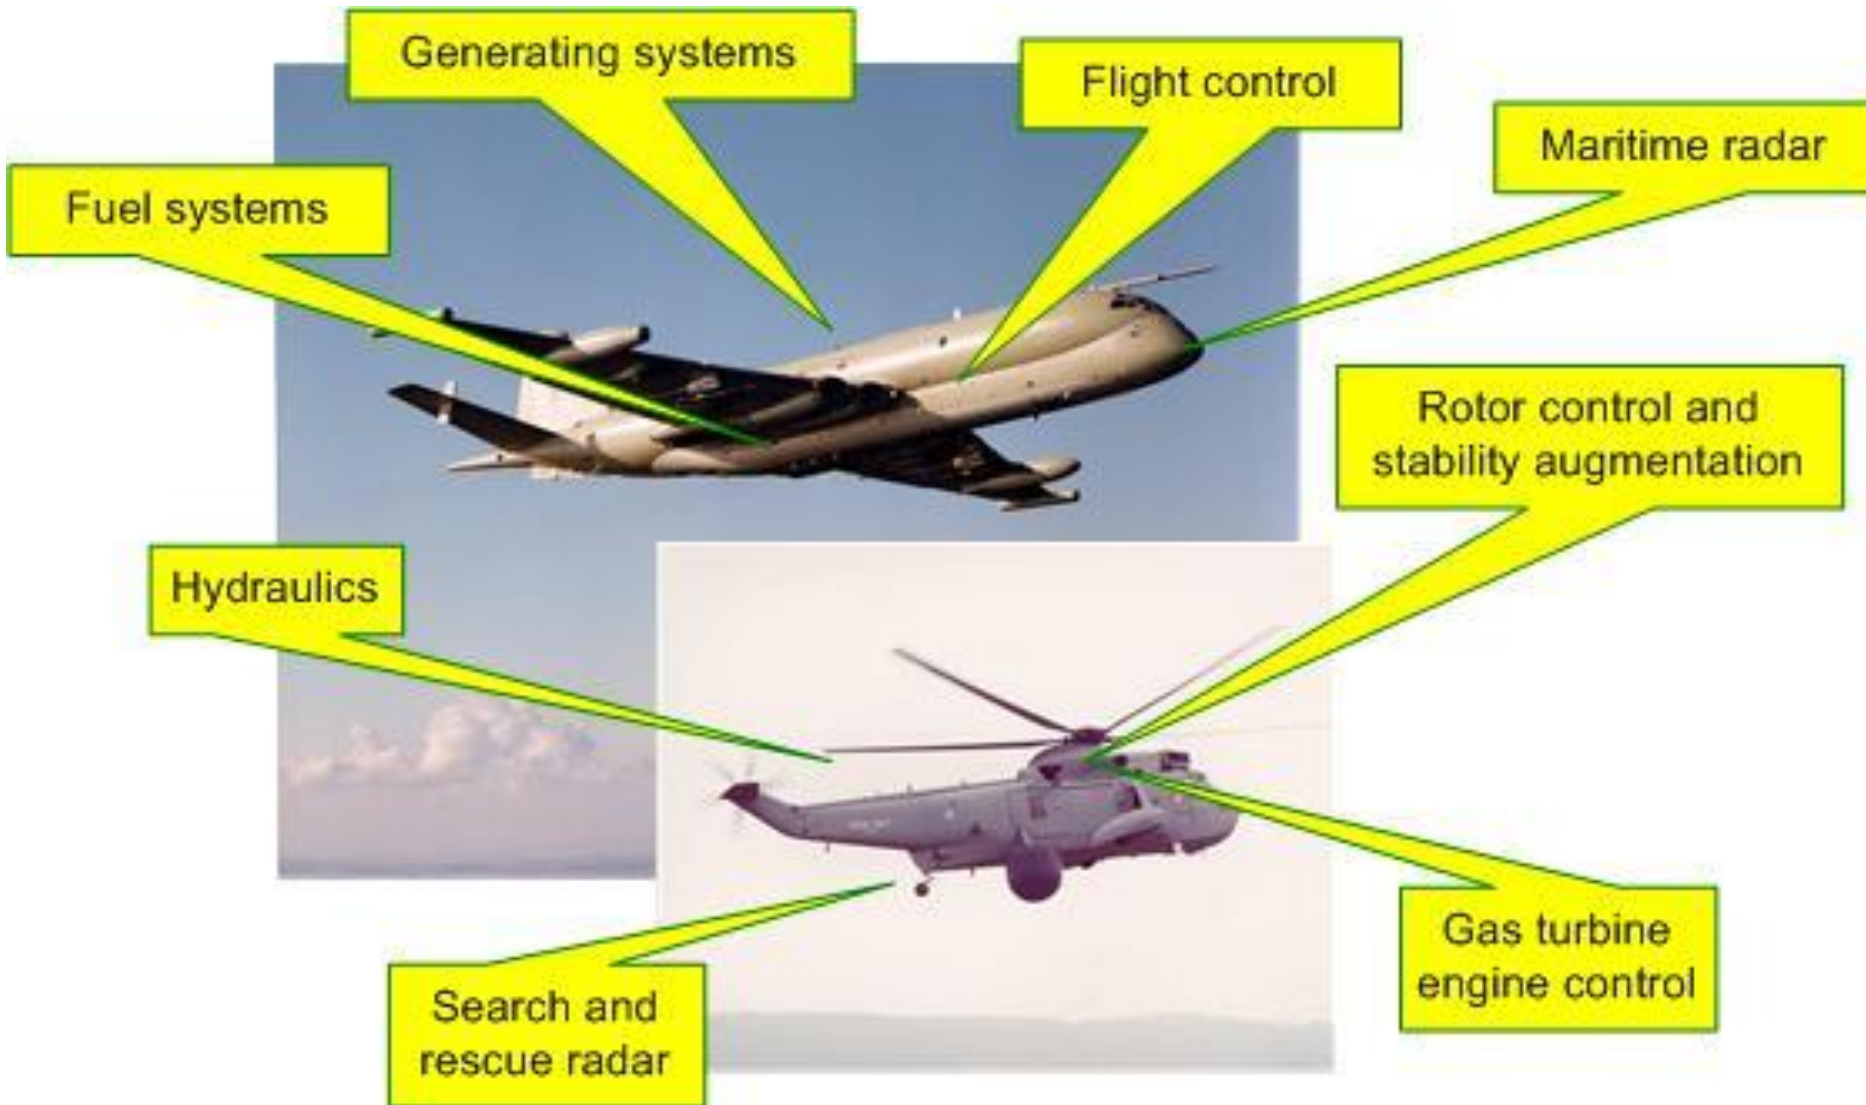 Generating systems
Flight control
Maritime radar
Fuel systems
Rotor control and
stability augmentation
Hydraulics
Gas turbine
engine control
Search and
rescue radar